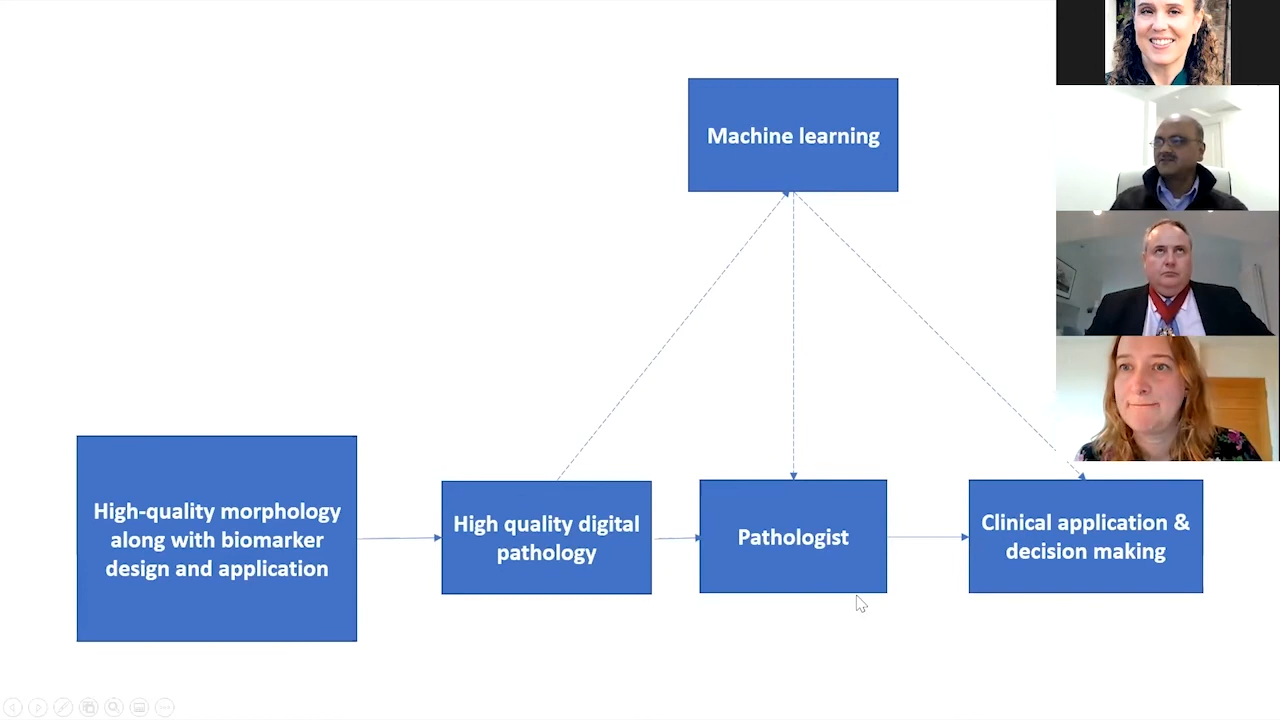 Machine learning
High-quality morphology
along with biomarker
design and application
High quality digital
pathology
Pathologist
Clinical application &
decision making